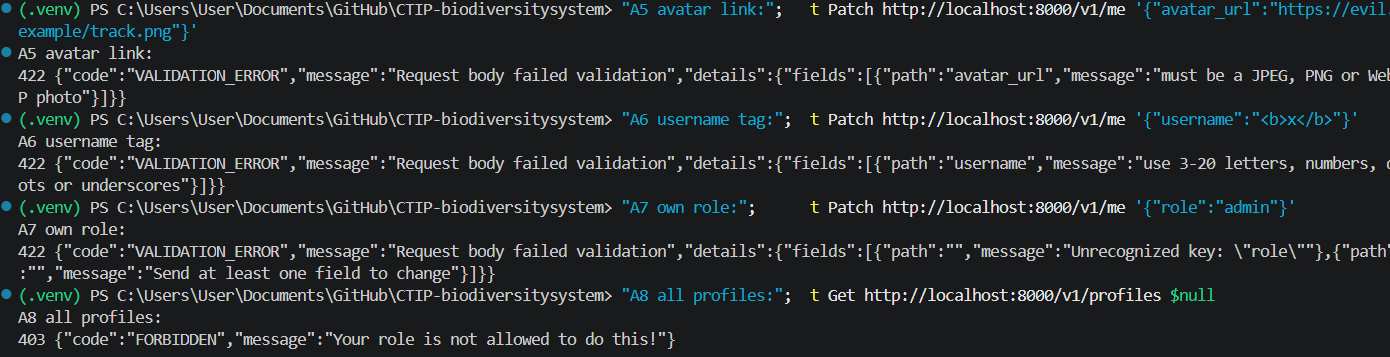 (.venv) PS C:\Users\User\Documents\GitHub\CTIP-biodiversitysystem> "A5 avatar link:";   t Patch http://localhost:8000/v1/me '{"avatar_url":"https://evil.
example/track.png"}'
A5 avatar link:
422 {"code":"VALIDATION_ERROR","message":"Request body failed validation","details":{"fields":[{"path":"avatar_url","message":"must be a JPEG, PNG or Web
P photo"}]}}
(.venv) PS C:\Users\User\Documents\GitHub\CTIP-biodiversitysystem> "A6 username tag:";  t Patch http://localhost:8000/v1/me '{"username":"<b>x</b>"}'
A6 username tag:
422 {"code":"VALIDATION_ERROR","message":"Request body failed validation","details":{"fields":[{"path":"username","message":"use 3-20 letters, numbers, d
ots or underscores"}]}}
(.venv) PS C:\Users\User\Documents\GitHub\CTIP-biodiversitysystem> "A7 own role:";      t Patch http://localhost:8000/v1/me '{"role":"admin"}'
A7 own role:
422 {"code":"VALIDATION_ERROR","message":"Request body failed validation","details":{"fields":[{"path":"","message":"Unrecognized key: \"role\""},{"path"
:"","message":"Send at least one field to change"}]}}
(.venv) PS C:\Users\User\Documents\GitHub\CTIP-biodiversitysystem> "A8 all profiles:";  t Get http://localhost:8000/v1/profiles $null
A8 all profiles:
403 {"code":"FORBIDDEN","message":"Your role is not allowed to do this!"}